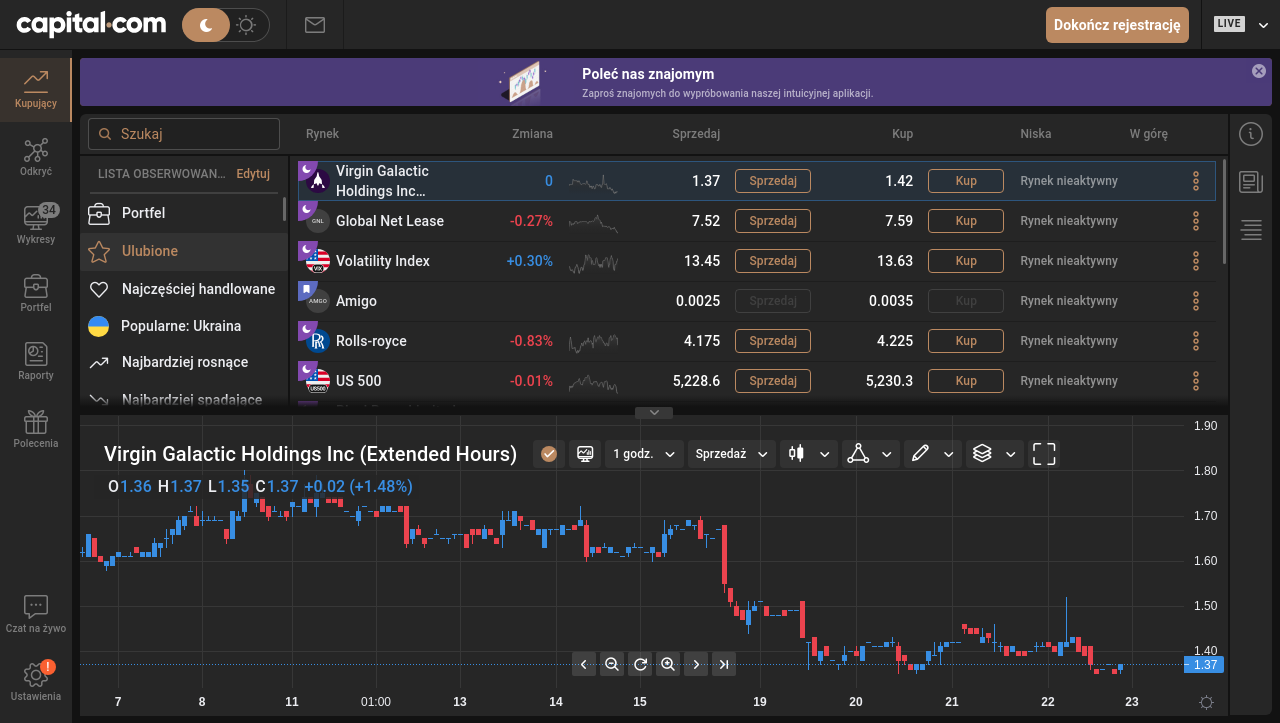 capital.com
Dokończ rejestrację
LIVE
Poleć nas znajomym
Zaproś znajomych do wypróbowania naszej intuicyjnej aplikacji.
Kupujący
Odkryć
34
Wykresy
Portfel
Raporty
Polecenia
Czat na żywo
!
Ustawienia
Szukaj
LISTA OBSERWOWAN... Edytuj
Portfel
Ulubione
Najczęściej handlowane
Popularne: Ukraina
Najbardziej rosnące
Najbardziej spadające
Rynek Zmiana Sprzedaj Kup Niska W górę
Virgin Galactic
Holdings Inc... 0 1.37 Sprzedaj 1.42 Kup Rynek nieaktywny
GNL Global Net Lease -0.27% 7.52 Sprzedaj 7.59 Kup Rynek nieaktywny
VIX Volatility Index +0.30% 13.45 Sprzedaj 13.63 Kup Rynek nieaktywny
AMIGO Amigo 0.0025 Sprzedaj 0.0035 Kup Rynek nieaktywny
Rolls-royce -0.83% 4.175 Sprzedaj 4.225 Kup Rynek nieaktywny
US500 US 500 -0.01% 5,228.6 Sprzedaj 5,230.3 Kup Rynek nieaktywny
Virgin Galactic Holdings Inc (Extended Hours) 1 godz. Sprzedaż
O1.36 H1.37 L1.35 C1.37 +0.02 (+1.48%)
1.90
1.80
1.70
1.60
1.50
1.40
1.37
7 8 11 01:00 13 14 15 19 20 21 22 23